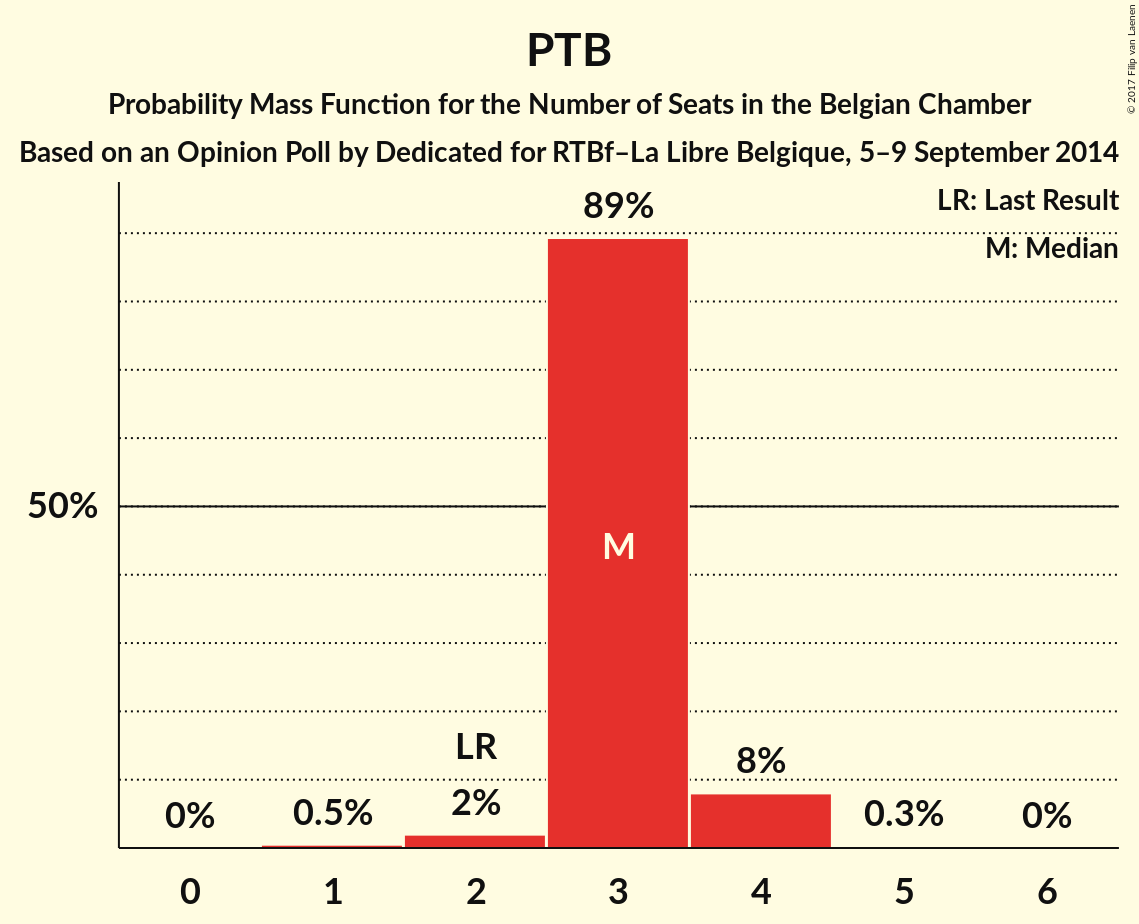 PTB
Probability Mass Function for the Number of Seats in the Belgian Chamber
Based on an Opinion Poll by Dedicated for RTBf–La Libre Belgique, 5–9 September 2014
© 2017 Filip van Laenen
LR: Last Result
M: Median
89%
50%
M
LR
8%
0%
0.5%
2%
0.3%
0%
0 1 2 3 4 5 6